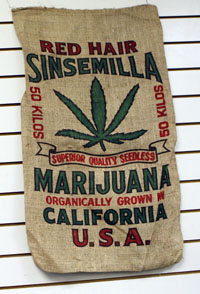 RED HAIR
SINSEMILLA
50 KILOS
50 KILOS
SUPERIOR QUALITY SEEDLESS
MARIJUANA
ORGANICALLY GROWN IN
CALIFORNIA
U.S.A.